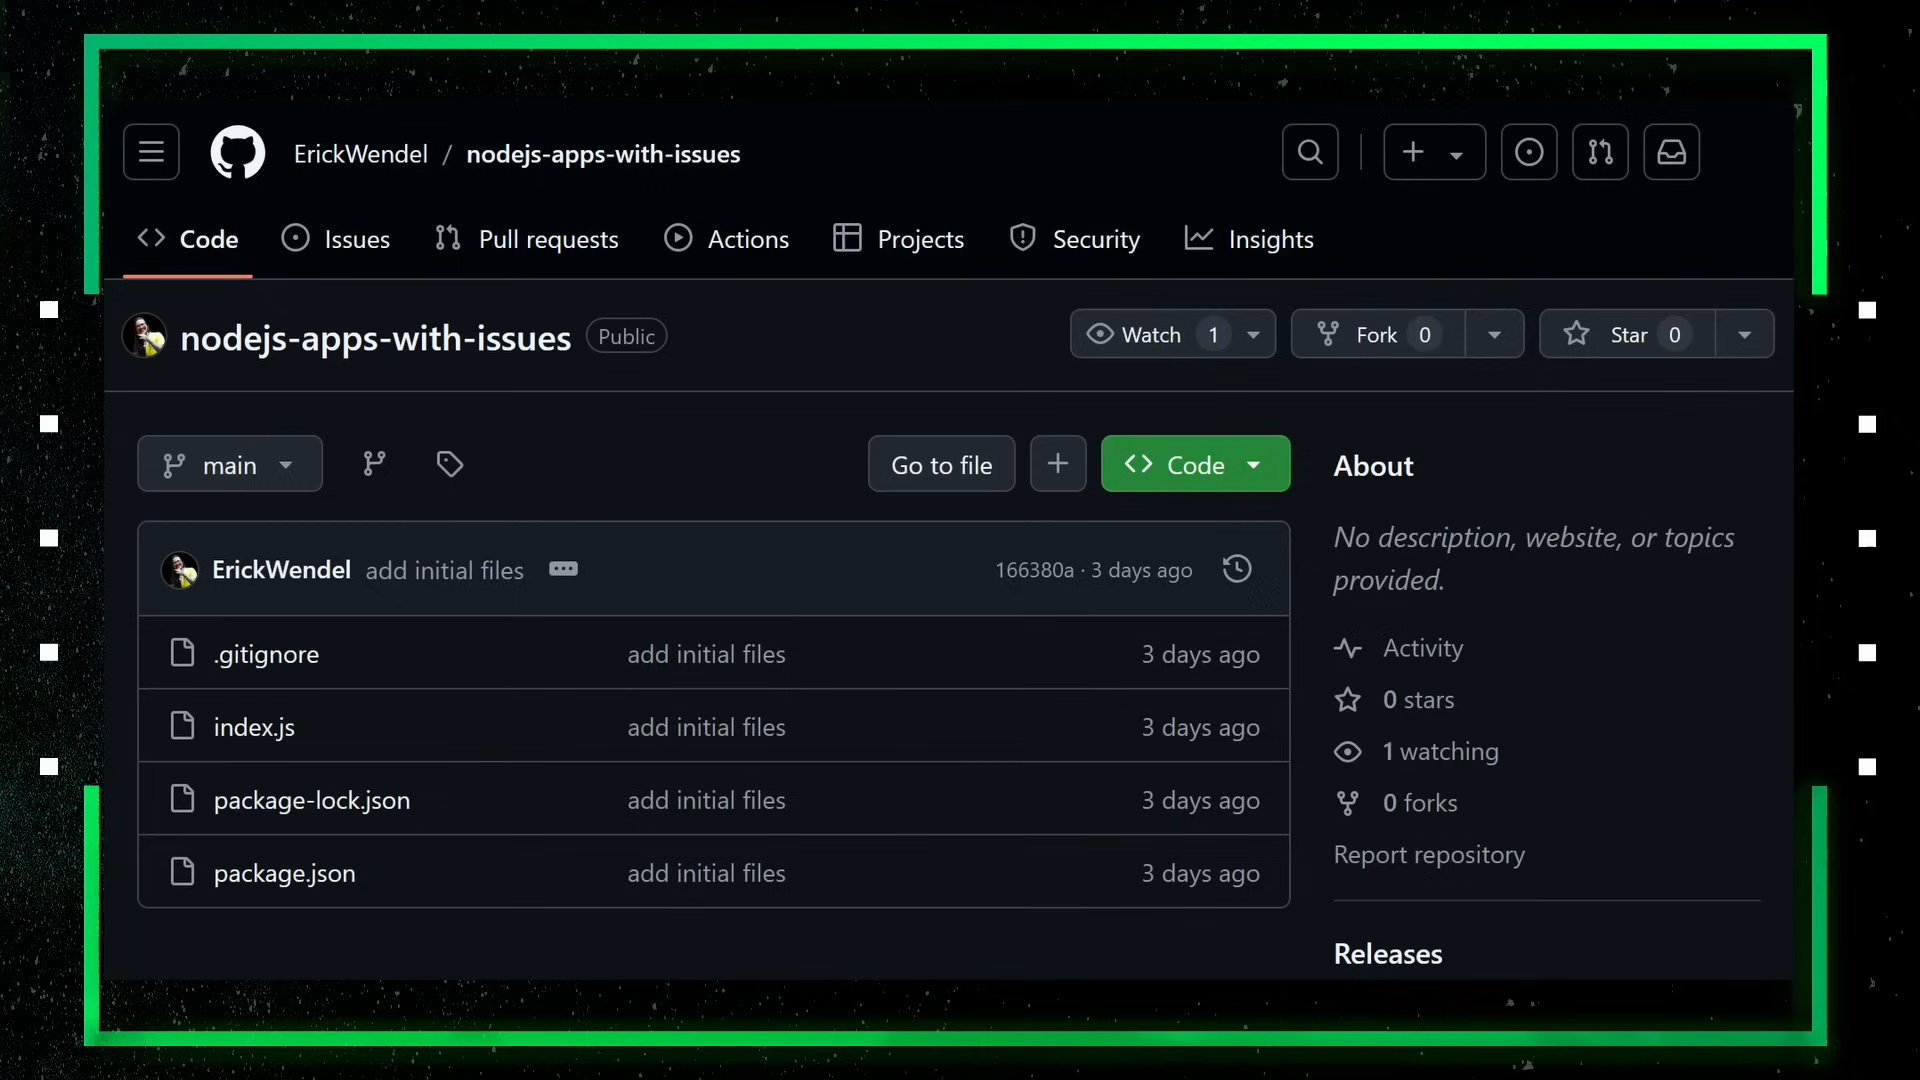 ErickWendel / nodejs-apps-with-issues
Code Issues Pull requests Actions Projects Security Insights
nodejs-apps-with-issues Public Watch 1 Fork 0 Star 0
main Go to file Code
ErickWendel add initial files 166380a · 3 days ago
.gitignore add initial files 3 days ago
index.js add initial files 3 days ago
package-lock.json add initial files 3 days ago
package.json add initial files 3 days ago
About
No description, website, or topics
provided.
Activity
0 stars
1 watching
0 forks
Report repository
Releases